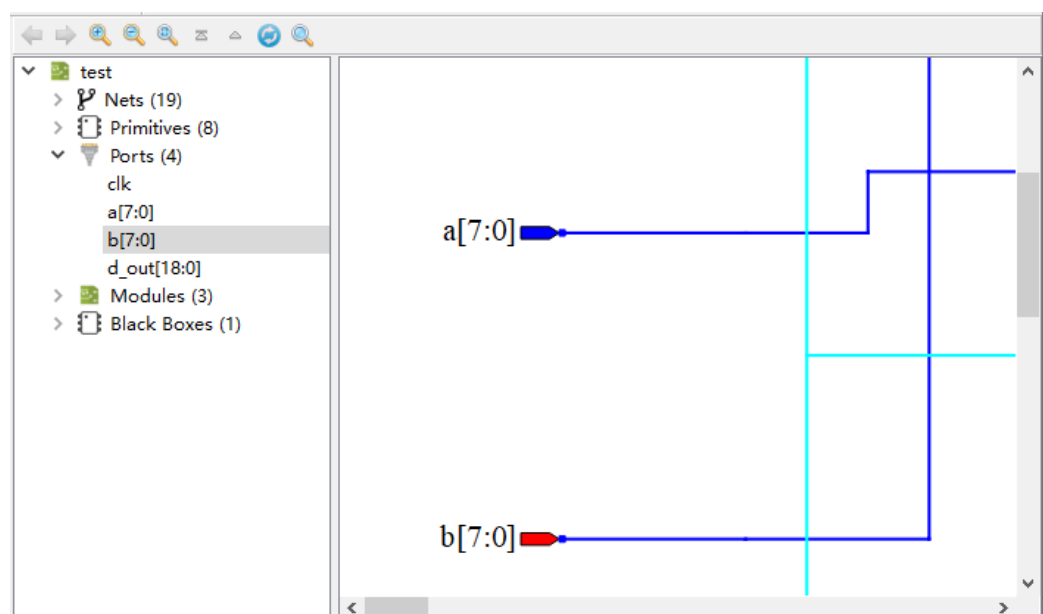 test
Nets (19)
Primitives (8)
Ports (4)
clk
a[7:0]
b[7:0]
d_out[18:0]
Modules (3)
Black Boxes (1)
a[7:0]
b[7:0]